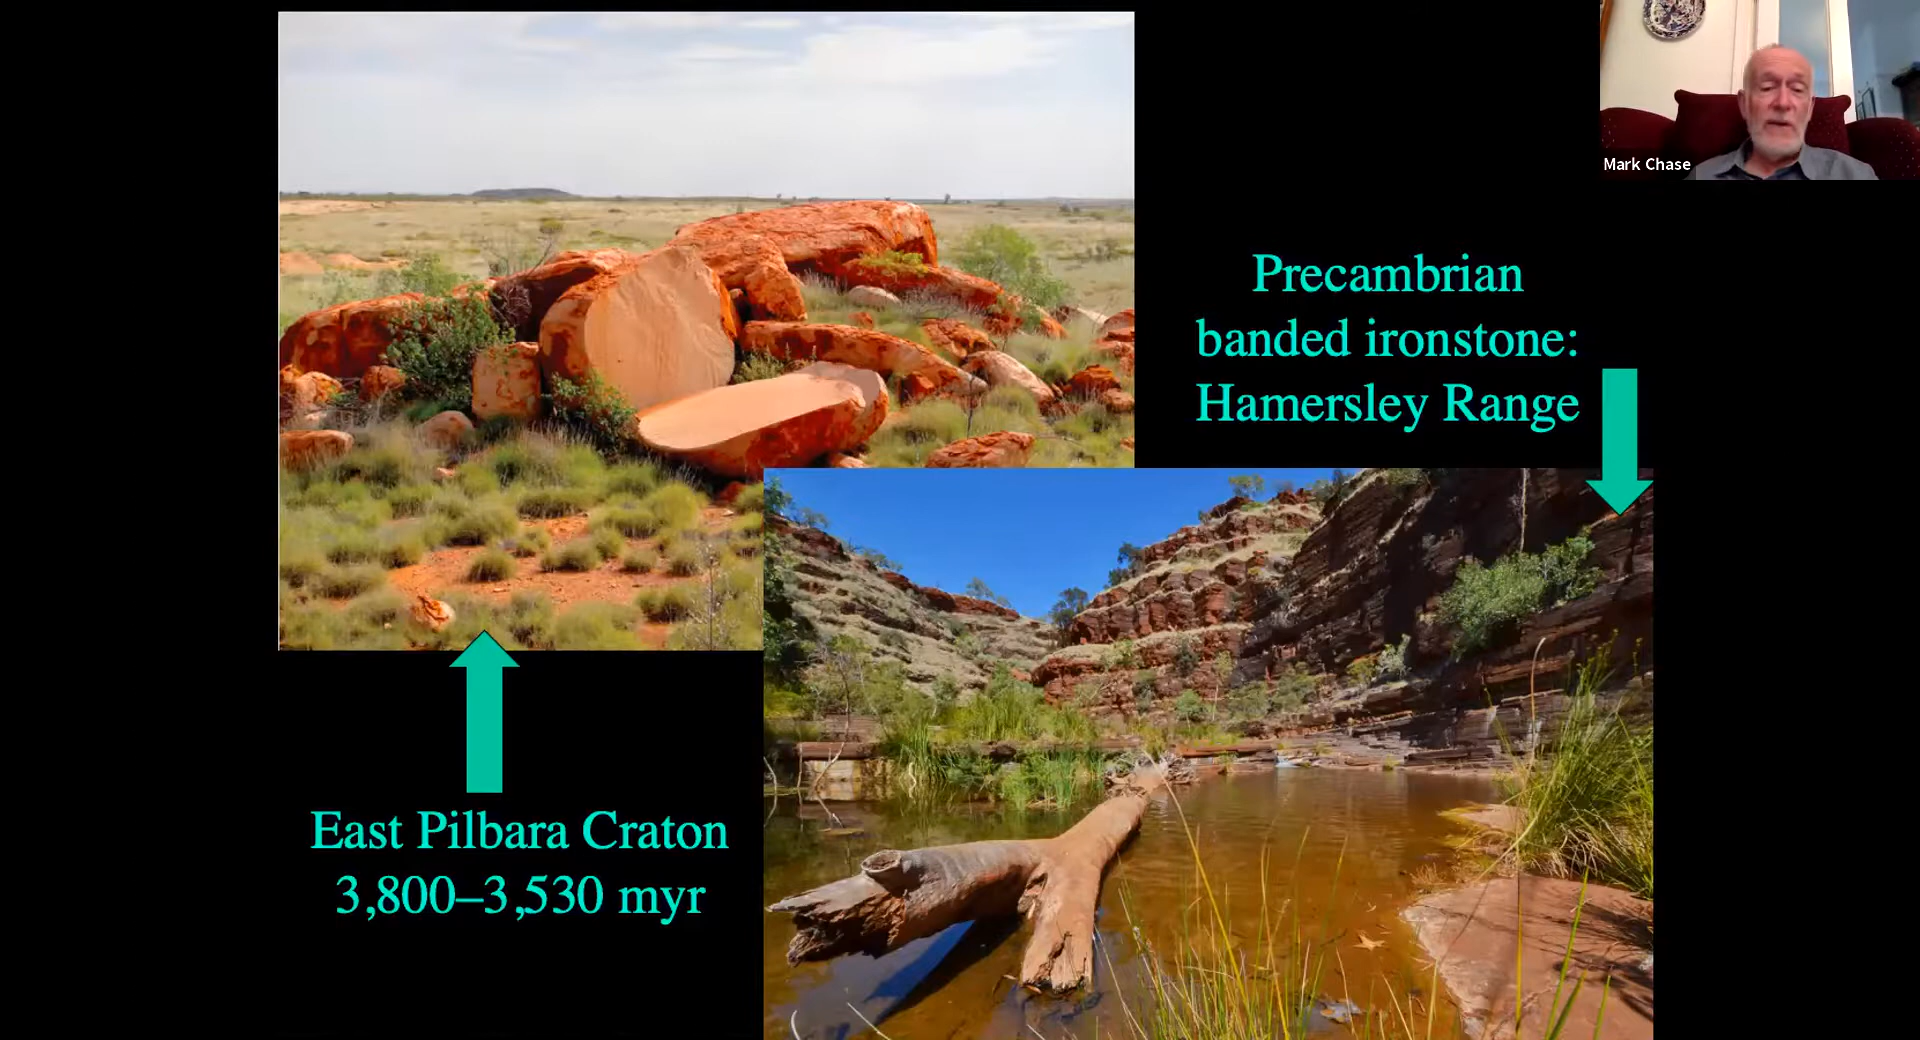 Mark Chase
Precambrian
banded ironstone:
Hamersley Range
East Pilbara Craton
3,800–3,530 myr